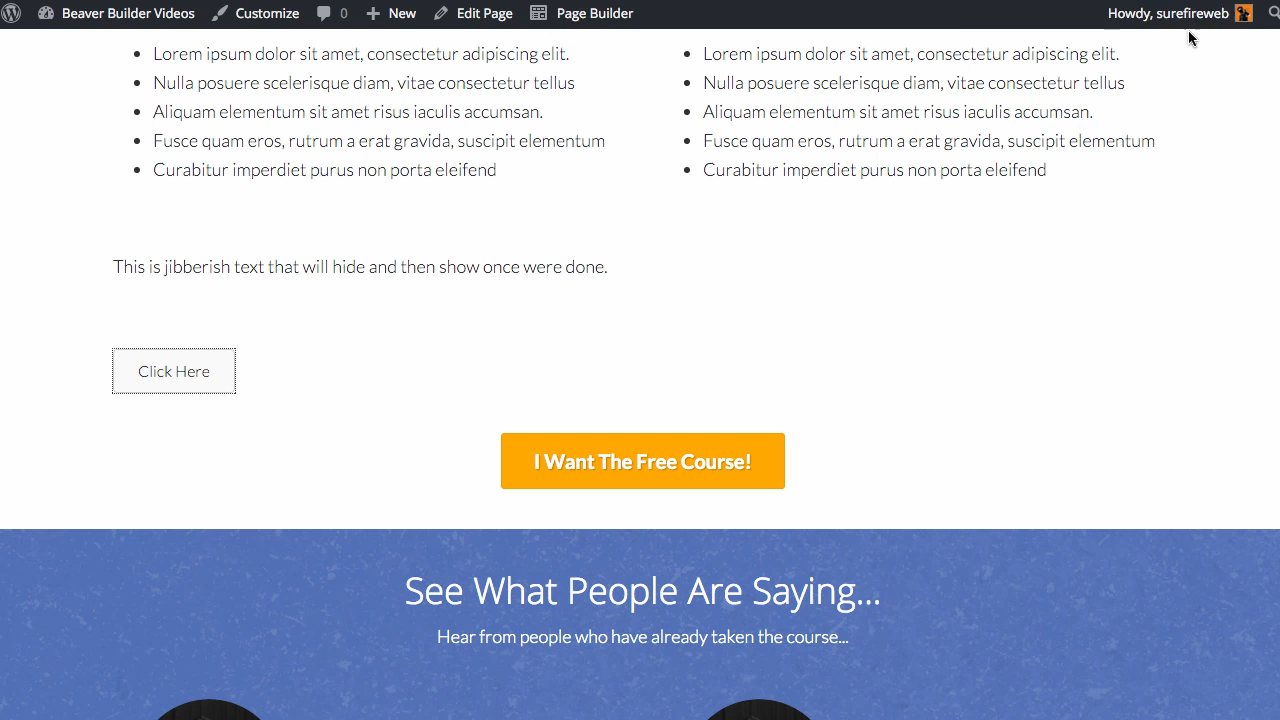 Beaver Builder Videos Customize 0 New Edit Page Page Builder Howdy, surefireweb
Lorem ipsum dolor sit amet, consectetur adipiscing elit.
Nulla posuere scelerisque diam, vitae consectetur tellus
Aliquam elementum sit amet risus iaculis accumsan.
Fusce quam eros, rutrum a erat gravida, suscipit elementum
Curabitur imperdiet purus non porta eleifend
Lorem ipsum dolor sit amet, consectetur adipiscing elit.
Nulla posuere scelerisque diam, vitae consectetur tellus
Aliquam elementum sit amet risus iaculis accumsan.
Fusce quam eros, rutrum a erat gravida, suscipit elementum
Curabitur imperdiet purus non porta eleifend
This is jibberish text that will hide and then show once were done.
Click Here
I Want The Free Course!
See What People Are Saying...
Hear from people who have already taken the course...